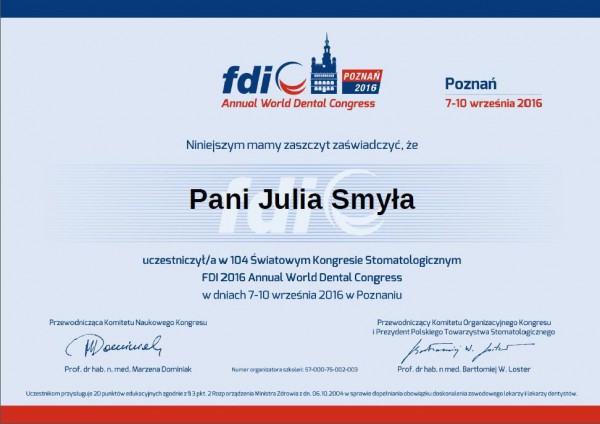 fdi
POZNAŃ
2016
Annual World Dental Congress
Poznań
7-10 września 2016
Niniejszym mamy zaszczyt zaświadczyć, że
fdi
Pani Julia Smyła
uczestniczył/a w 104 Światowym Kongresie Stomatologicznym
FDI 2016 Annual World Dental Congress
w dniach 7-10 września 2016 w Poznaniu
Przewodnicząca Komitetu Naukowego Kongresu
Prof. dr hab. n. med. Marzena Dominiak
Numer organizatora szkoleń: 57-000-75-002-003
Przewodniczący Komitetu Organizacyjnego Kongresu
i Prezydent Polskiego Towarzystwa Stomatologicznego
Prof. dr hab. n med. Bartłomiej W. Loster
Uczestnikom przysługuje 20 punktów edukacyjnych zgodnie z § 3 pkt. 2 Rozporządzenia Ministra Zdrowia z dn. 06.10.2004 w sprawie dopełniania obowiązku doskonalenia zawodowego lekarzy i lekarzy dentystów.